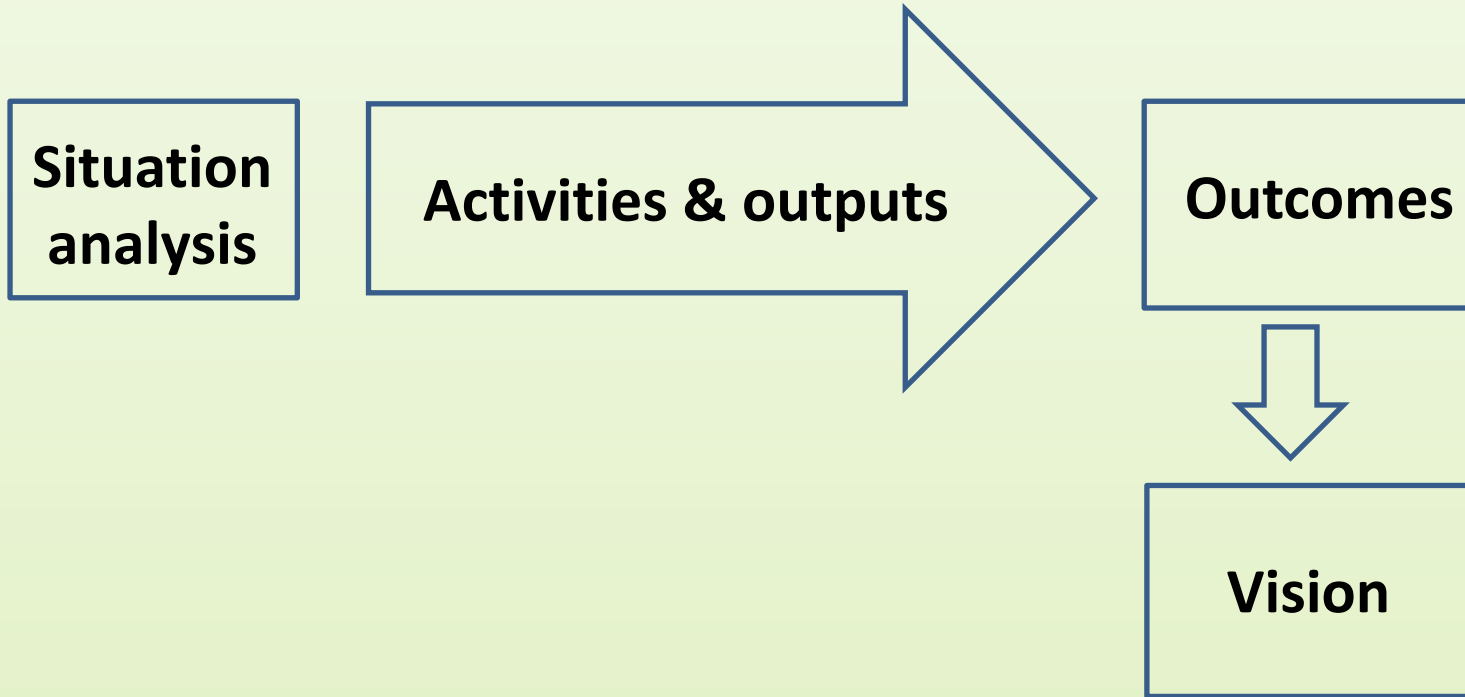 Situation
analysis
Activities & outputs
Outcomes
Vision